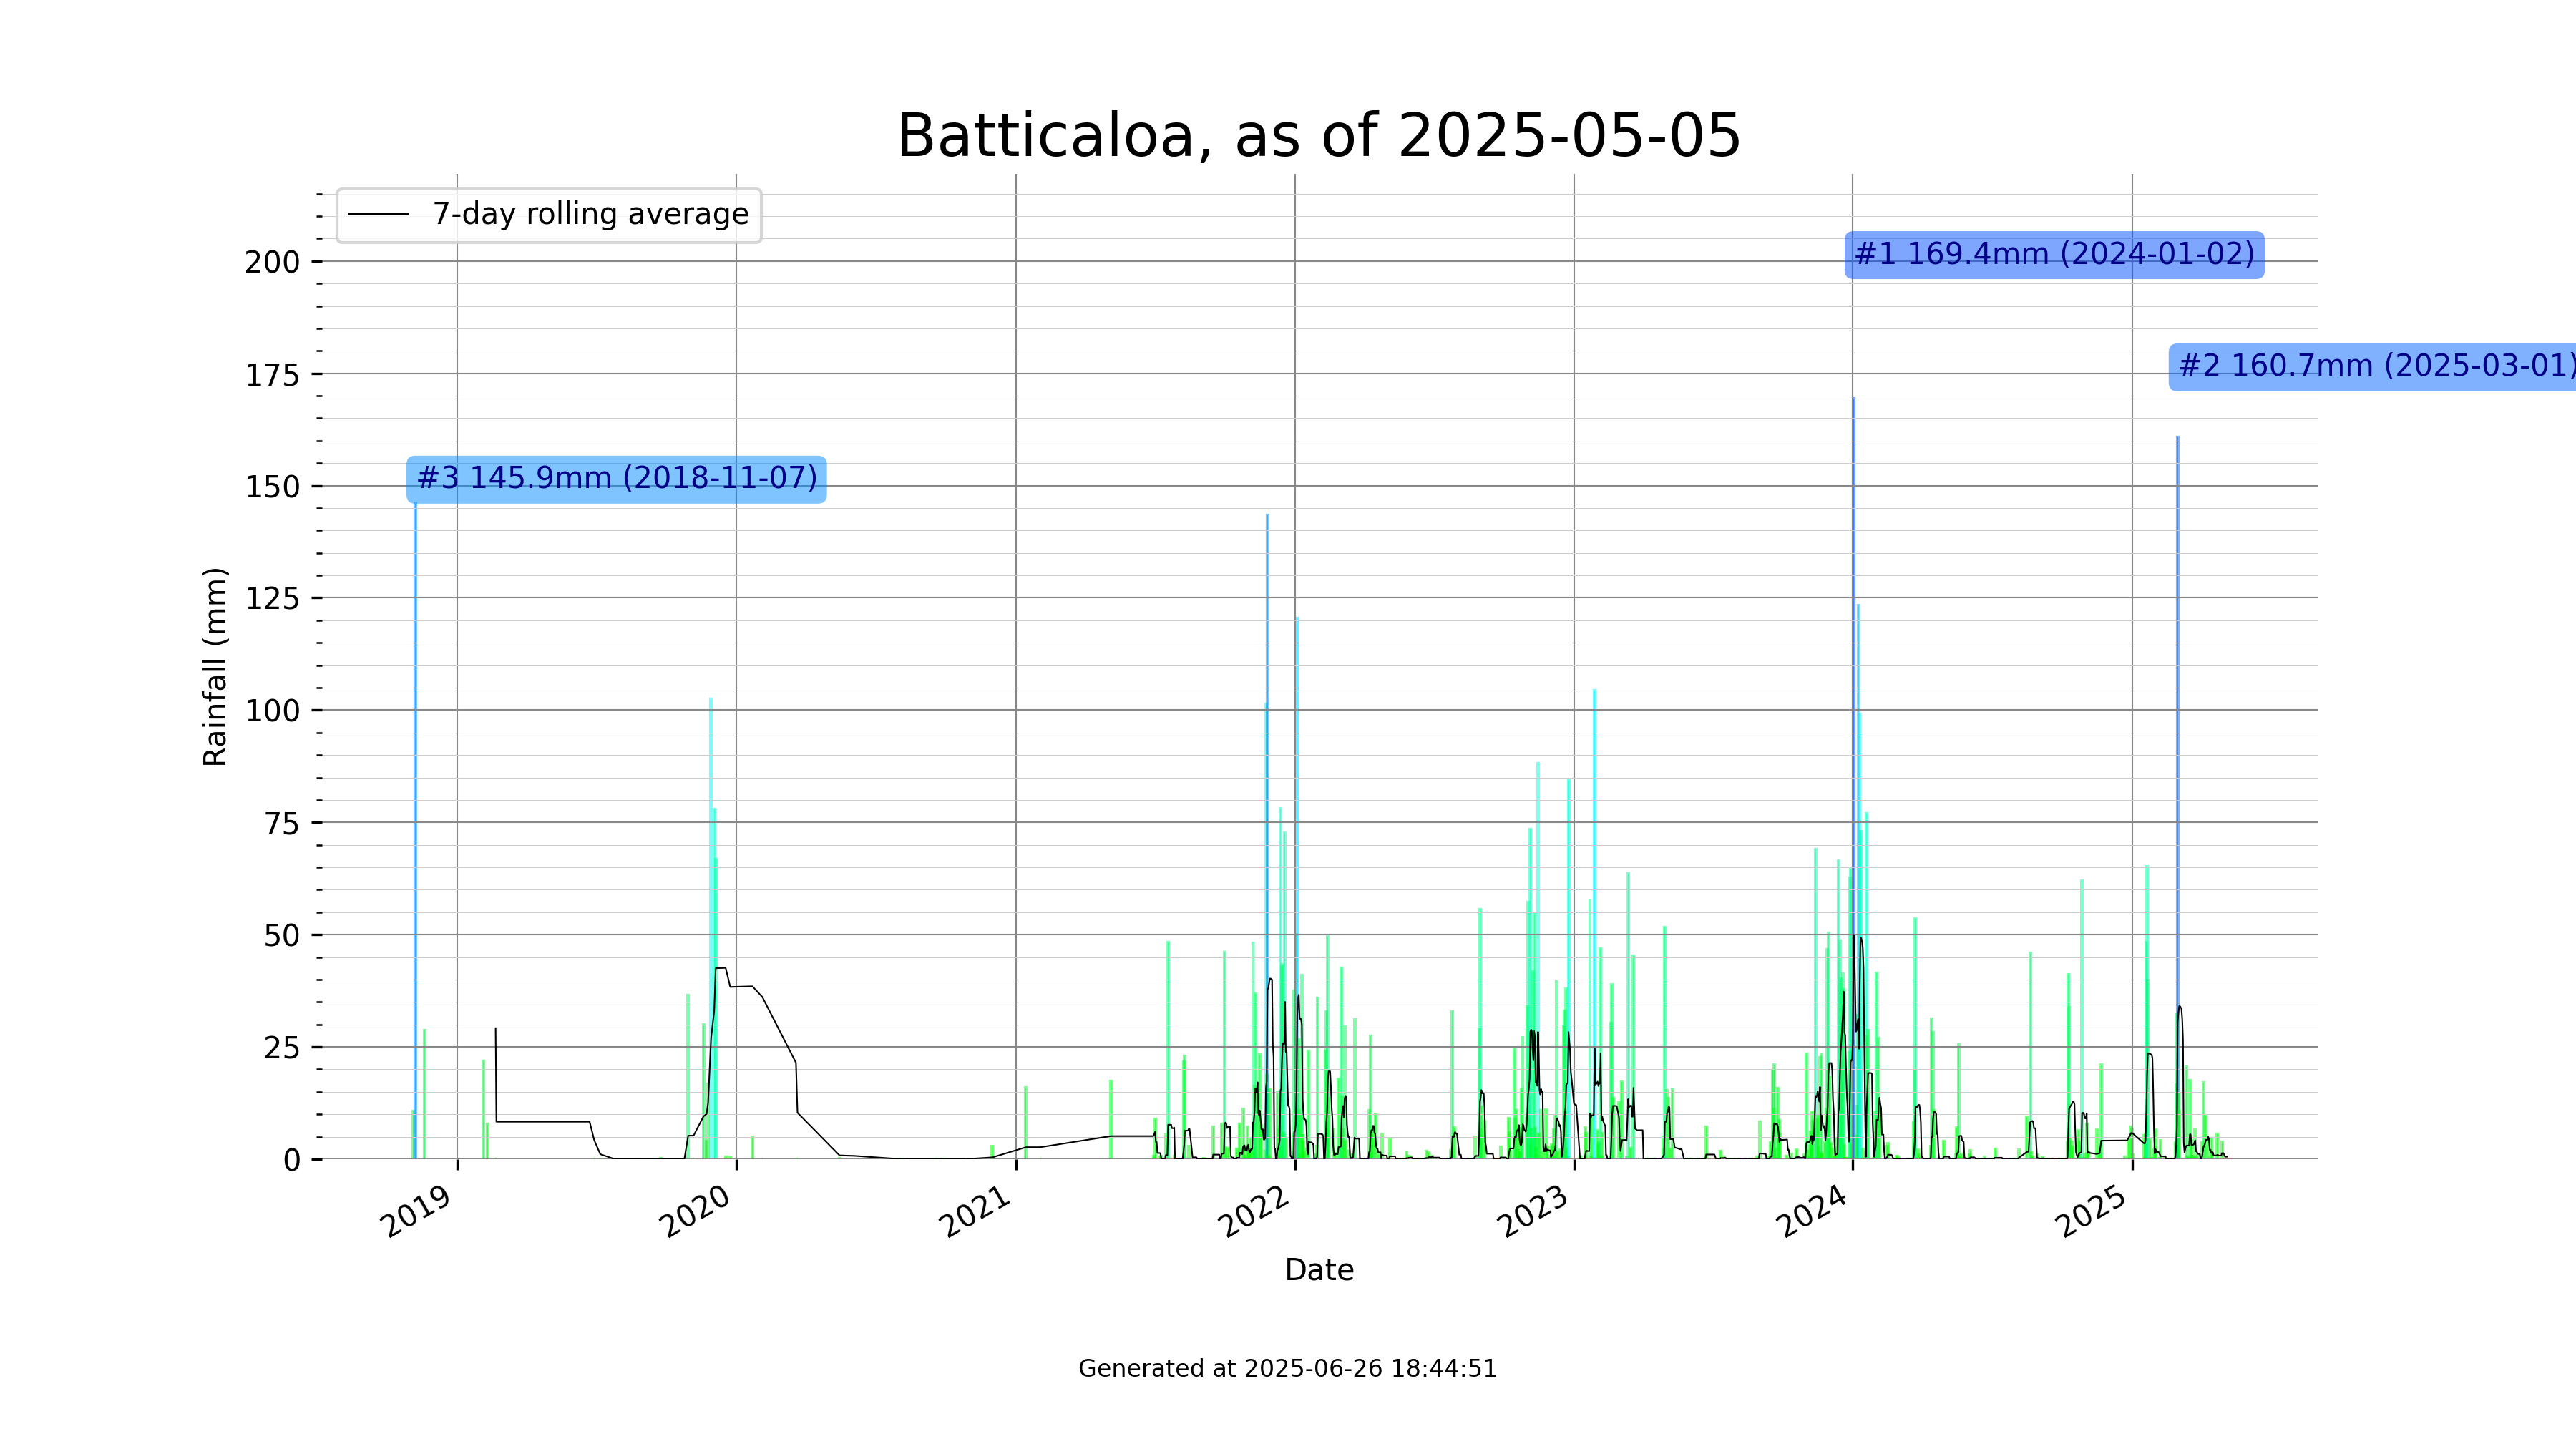 Batticaloa, as of 2025-05-05
7-day rolling average
#1 169.4mm (2024-01-02)
#2 160.7mm (2025-03-01)
#3 145.9mm (2018-11-07)
Rainfall (mm)
200
175
150
125
100
75
50
25
0
2019
2020
2021
2022
2023
2024
2025
Date
Generated at 2025-06-26 18:44:51